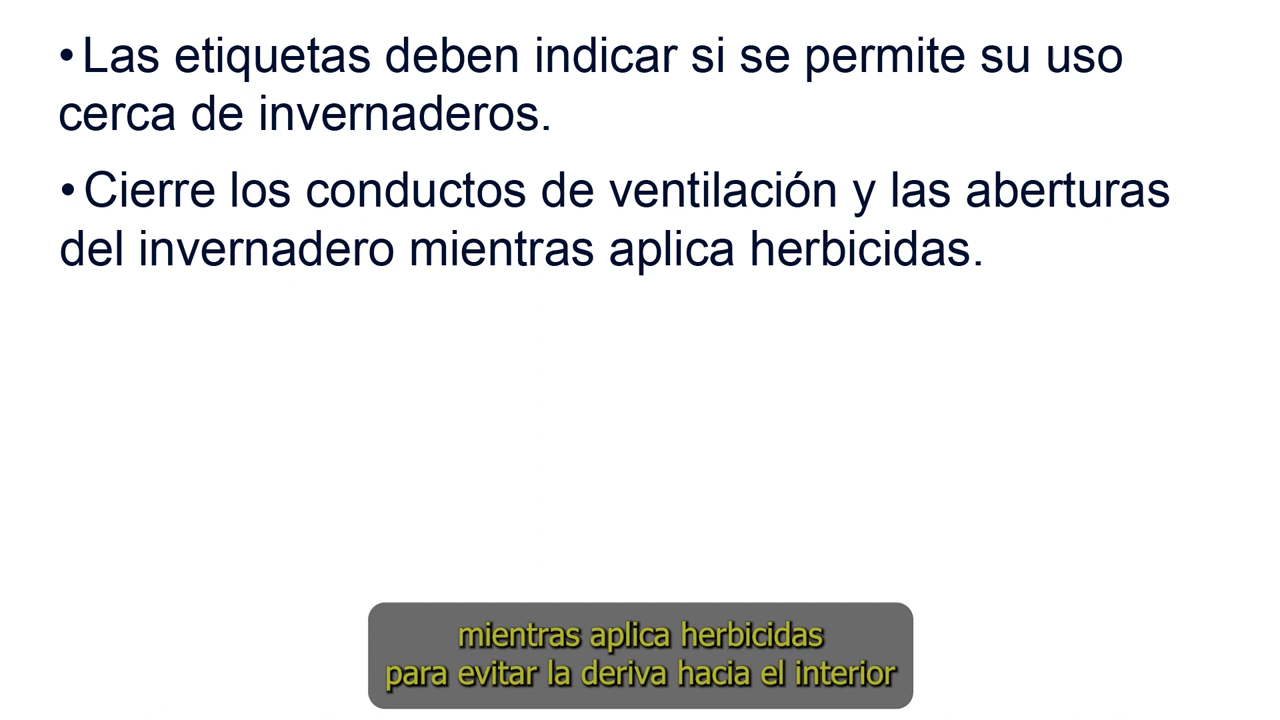 • Las etiquetas deben indicar si se permite su uso
cerca de invernaderos.
• Cierre los conductos de ventilación y las aberturas
del invernadero mientras aplica herbicidas.
mientras aplica herbicidas
para evitar la deriva hacia el interior